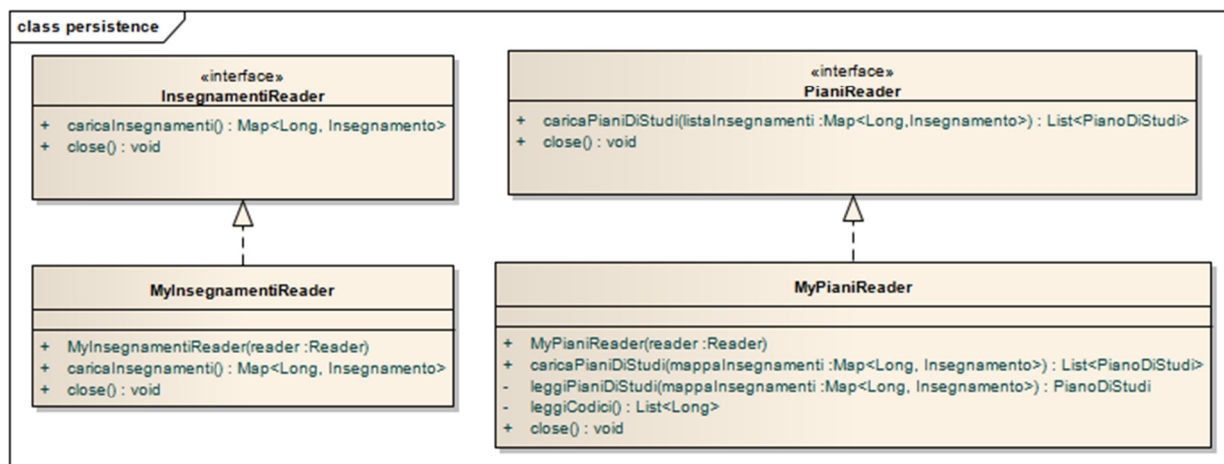 class persistence
«interface»
InsegnamentiReader
+ caricaInsegnamenti() : Map<Long, Insegnamento>
+ close() : void
«interface»
PianiReader
+ caricaPianiDiStudi(listaInsegnamenti :Map<Long,Insegnamento>) : List<PianoDiStudi>
+ close() : void
MyInsegnamentiReader
+ MyInsegnamentiReader(reader :Reader)
+ caricaInsegnamenti() : Map<Long, Insegnamento>
+ close() : void
MyPianiReader
+ MyPianiReader(reader :Reader)
+ caricaPianiDiStudi(mappaInsegnamenti :Map<Long, Insegnamento>) : List<PianoDiStudi>
- leggiPianiDiStudi(mappaInsegnamenti :Map<Long, Insegnamento>) : PianoDiStudi
- leggiCodici() : List<Long>
+ close() : void